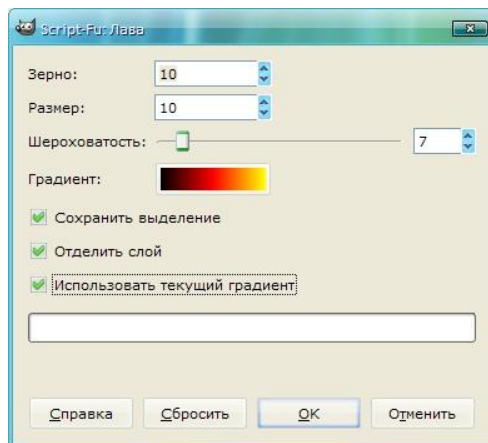 Script-Fu: Лава
Зерно: 10
Размер: 10
Шероховатость: 7
Градиент:
Сохранить выделение
Отделить слой
Использовать текущий градиент
Справка Сбросить OK Отменить